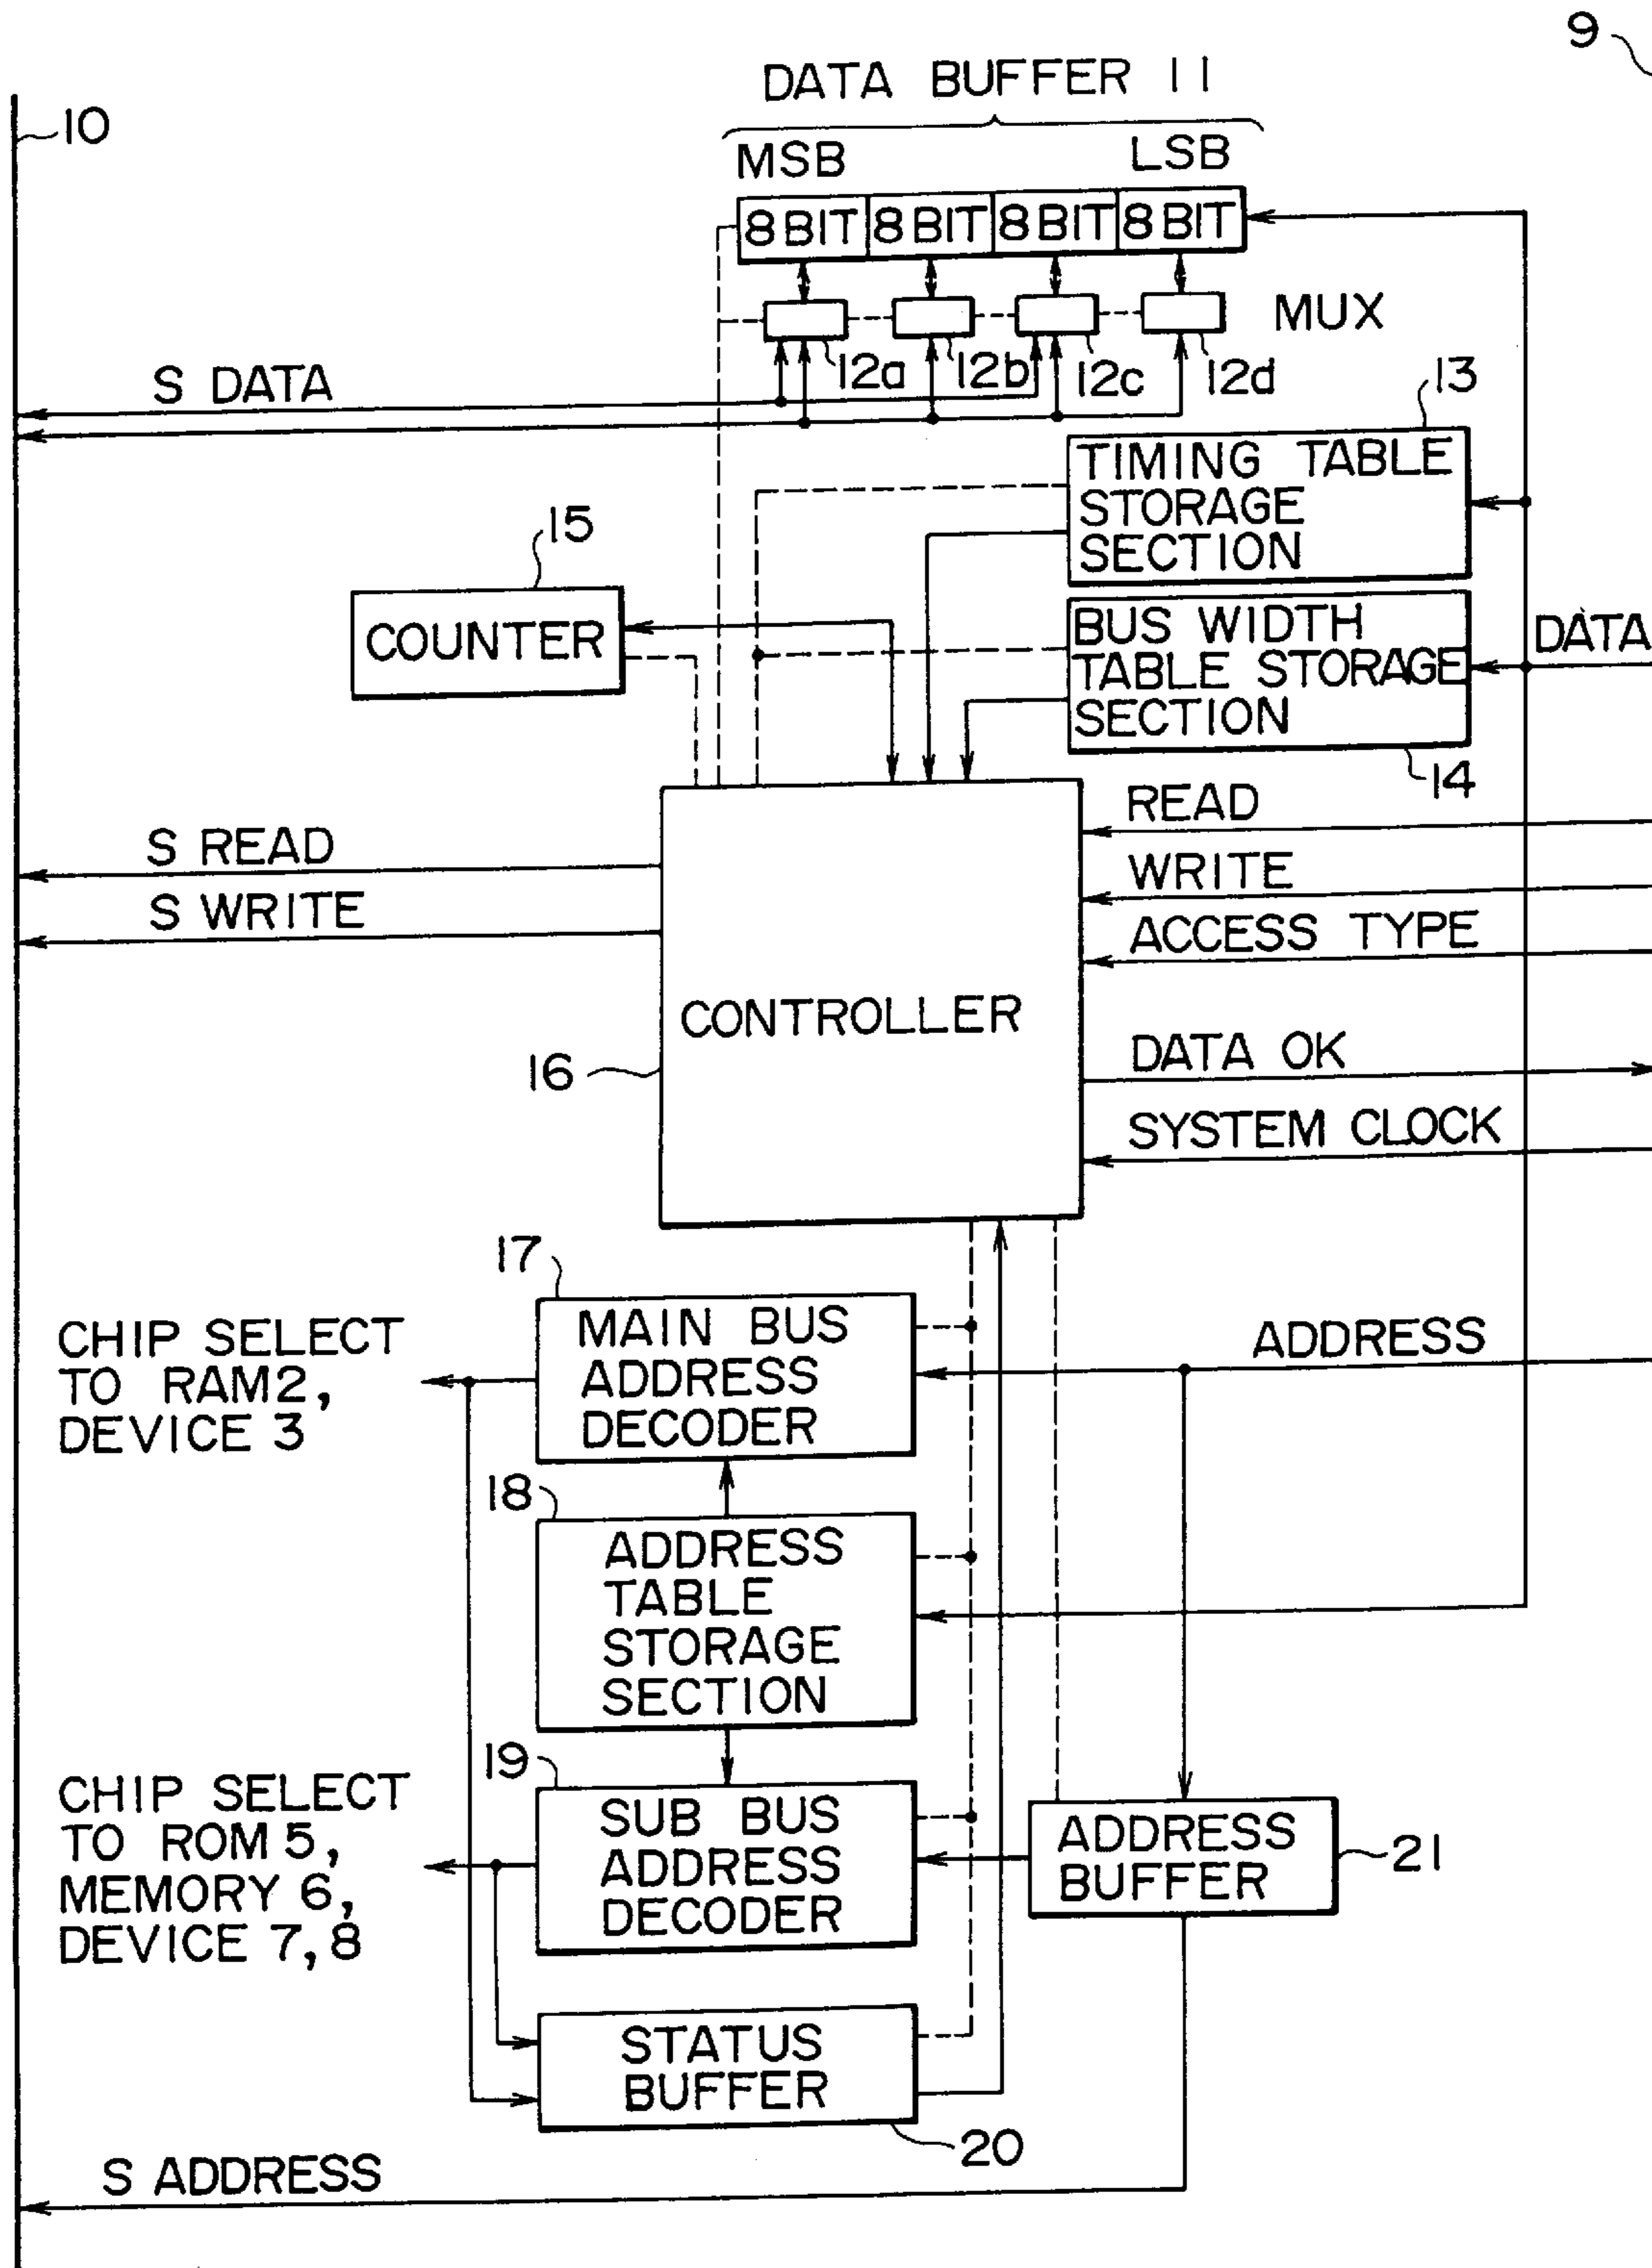 9
DATA BUFFER 11
10
MSB
LSB
8 BIT
8 BIT
8 BIT
8 BIT
MUX
12a
12b
12c
12d
S DATA
13
TIMING TABLE
STORAGE
SECTION
15
COUNTER
BUS WIDTH
TABLE STORAGE
SECTION
DATA
14
READ
S READ
WRITE
S WRITE
ACCESS TYPE
CONTROLLER
16
DATA OK
SYSTEM CLOCK
17
MAIN BUS
ADDRESS
DECODER
CHIP SELECT
TO RAM2,
DEVICE 3
ADDRESS
18
ADDRESS
TABLE
STORAGE
SECTION
19
SUB BUS
ADDRESS
DECODER
CHIP SELECT
TO ROM 5,
MEMORY 6,
DEVICE 7, 8
ADDRESS
BUFFER
21
STATUS
BUFFER
20
S ADDRESS